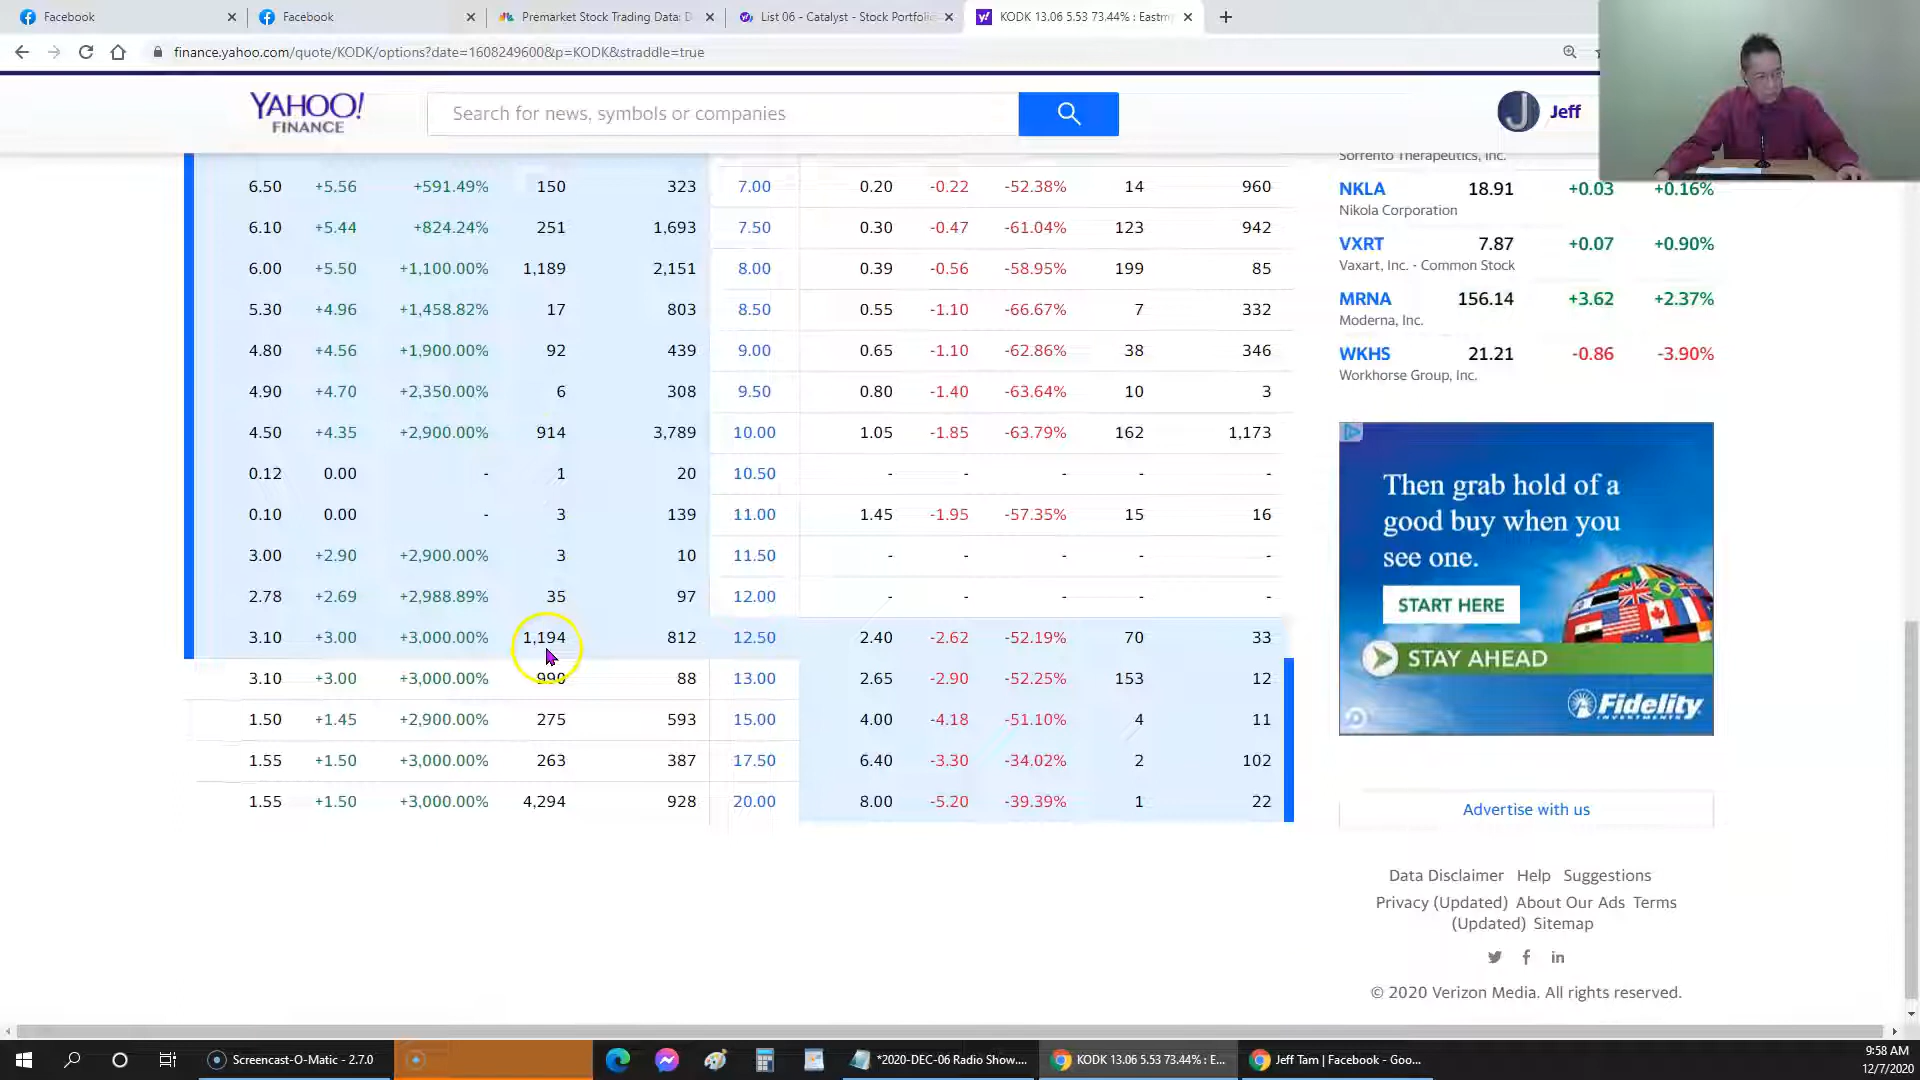 Facebook
Facebook
Premarket Stock Trading Data: D
List 06 - Catalyst - Stock Portfolio
KODK 13.06 5.53 73.44% : Eastm
finance.yahoo.com/quote/KODK/options?date=1608249600&p=KODK&straddle=true
YAHOO!
FINANCE
Search for news, symbols or companies
Jeff
6.50 +5.56 +591.49% 150 323 7.00 0.20 -0.22 -52.38% 14 960
6.10 +5.44 +824.24% 251 1,693 7.50 0.30 -0.47 -61.04% 123 942
6.00 +5.50 +1,100.00% 1,189 2,151 8.00 0.39 -0.56 -58.95% 199 85
5.30 +4.96 +1,458.82% 17 803 8.50 0.55 -1.10 -66.67% 7 332
4.80 +4.56 +1,900.00% 92 439 9.00 0.65 -1.10 -62.86% 38 346
4.90 +4.70 +2,350.00% 6 308 9.50 0.80 -1.40 -63.64% 10 3
4.50 +4.35 +2,900.00% 914 3,789 10.00 1.05 -1.85 -63.79% 162 1,173
0.12 0.00 - 1 20 10.50 - - - - -
0.10 0.00 - 3 139 11.00 1.45 -1.95 -57.35% 15 16
3.00 +2.90 +2,900.00% 3 10 11.50 - - - - -
2.78 +2.69 +2,988.89% 35 97 12.00 - - - - -
3.10 +3.00 +3,000.00% 1,194 812 12.50 2.40 -2.62 -52.19% 70 33
3.10 +3.00 +3,000.00% 990 88 13.00 2.65 -2.90 -52.25% 153 12
1.50 +1.45 +2,900.00% 275 593 15.00 4.00 -4.18 -51.10% 4 11
1.55 +1.50 +3,000.00% 263 387 17.50 6.40 -3.30 -34.02% 2 102
1.55 +1.50 +3,000.00% 4,294 928 20.00 8.00 -5.20 -39.39% 1 22
Sorrento Therapeutics, Inc.
NKLA 18.91 +0.03 +0.16%
Nikola Corporation
VXRT 7.87 +0.07 +0.90%
Vaxart, Inc. - Common Stock
MRNA 156.14 +3.62 +2.37%
Moderna, Inc.
WKHS 21.21 -0.86 -3.90%
Workhorse Group, Inc.
Then grab hold of a
good buy when you
see one.
START HERE
STAY AHEAD
Fidelity
INVESTMENTS
Advertise with us
Data Disclaimer Help Suggestions
Privacy (Updated) About Our Ads Terms
(Updated) Sitemap
© 2020 Verizon Media. All rights reserved.
Screencast-O-Matic - 2.7.0
*2020-DEC-06 Radio Show....
KODK 13.06 5.53 73.44% : E...
Jeff Tam | Facebook - Goo...
9:58 AM
12/7/2020